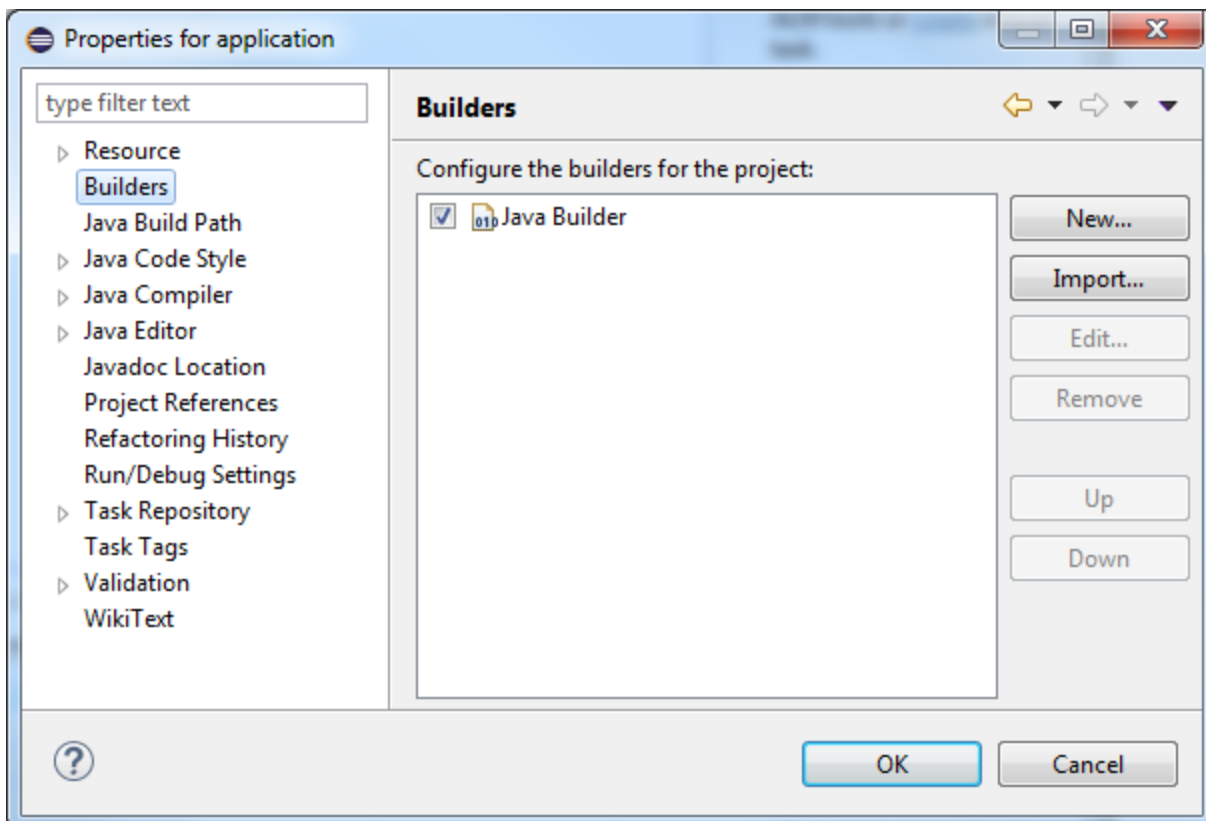 Properties for application
type filter text
Resource
Builders
Java Build Path
Java Code Style
Java Compiler
Java Editor
Javadoc Location
Project References
Refactoring History
Run/Debug Settings
Task Repository
Task Tags
Validation
WikiText
Builders
Configure the builders for the project:
010 Java Builder
New...
Import...
Edit...
Remove
Up
Down
?
OK
Cancel